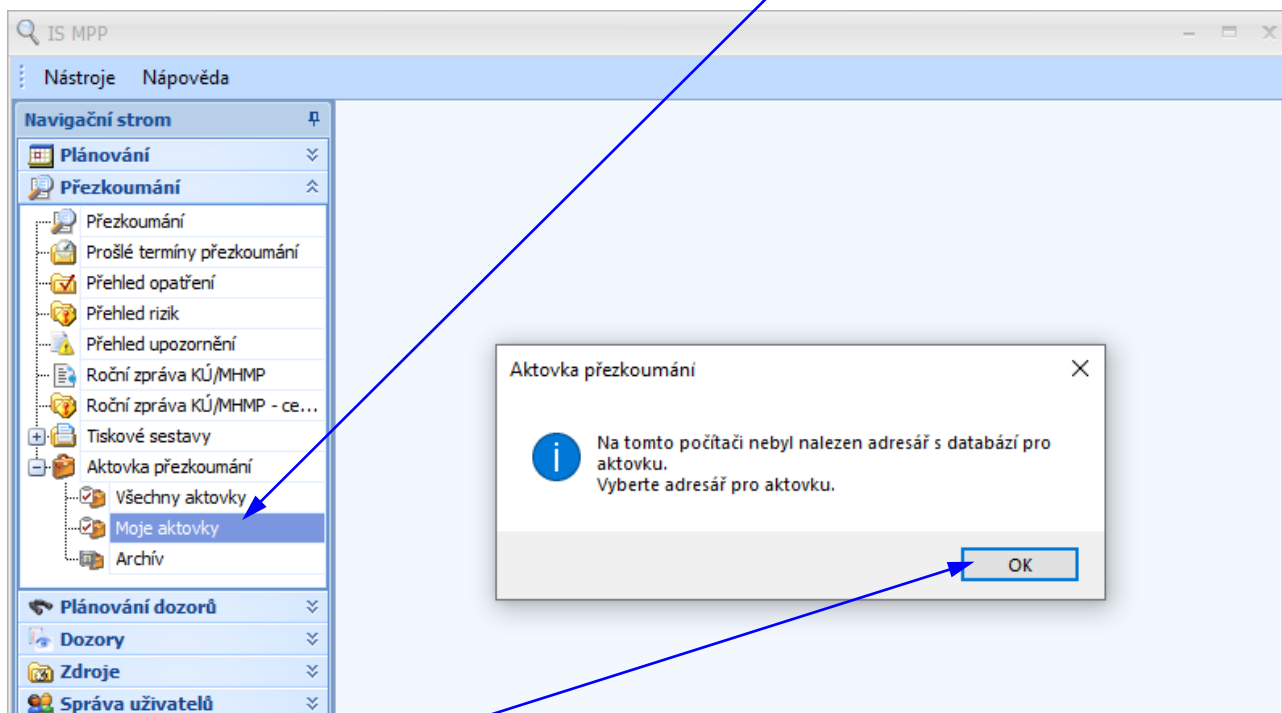 IS MPP
Nástroje Nápověda
Navigační strom
Plánování
Přezkoumání
Přezkoumání
Prošlé termíny přezkoumání
Přehled opatření
Přehled rizik
Přehled upozornění
Roční zpráva KÚ/MHMP
Roční zpráva KÚ/MHMP - ce...
Tiskové sestavy
Aktovka přezkoumání
Všechny aktovky
Moje aktovky
Archív
Plánování dozorů
Dozory
Zdroje
Správa uživatelů
Aktovka přezkoumání
Na tomto počítači nebyl nalezen adresář s databází pro
aktovku.
Vyberte adresář pro aktovku.
OK